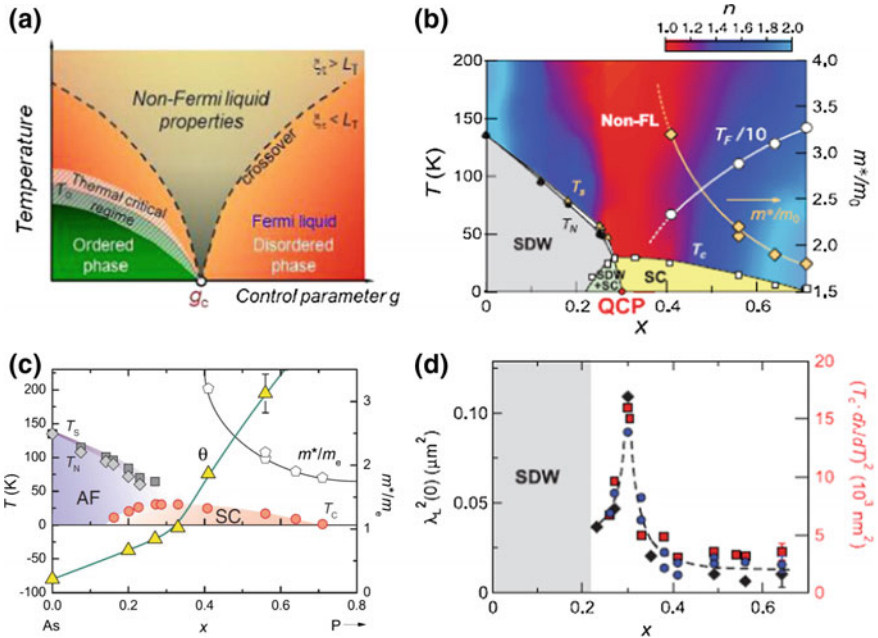 (a)
Temperature
Non-Fermi liquid
properties
ξτ > Lτ
ξτ < Lτ
crossover
Thermal critical
regime
Ordered
phase
Fermi liquid
Disordered
phase
gc
Control parameter g
(b)
n
1.0 1.2 1.4 1.6 1.8 2.0
T (K)
200
150
100
50
0
Non-FL
TF/10
Ts
TN
m*/m0
Tc
SDW
SDW
+SC
SC
QCP
4.0
3.5
3.0
2.5
2.0
1.5
m*/m0
0 0.2 0.4 0.6
x
(c)
T (K)
200
150
100
50
0
-50
-100
TS
TN
AF
θ
m*/me
SC
TC
3
2
1
0
m*/me
0.0 0.2 0.4 0.6 0.8
As x P
(d)
λL²(0) (μm²)
0.10
0.05
0
SDW
20
15
10
5
0
(Tc·dλ/dT)² (10³ nm²)
0 0.2 0.4 0.6
x